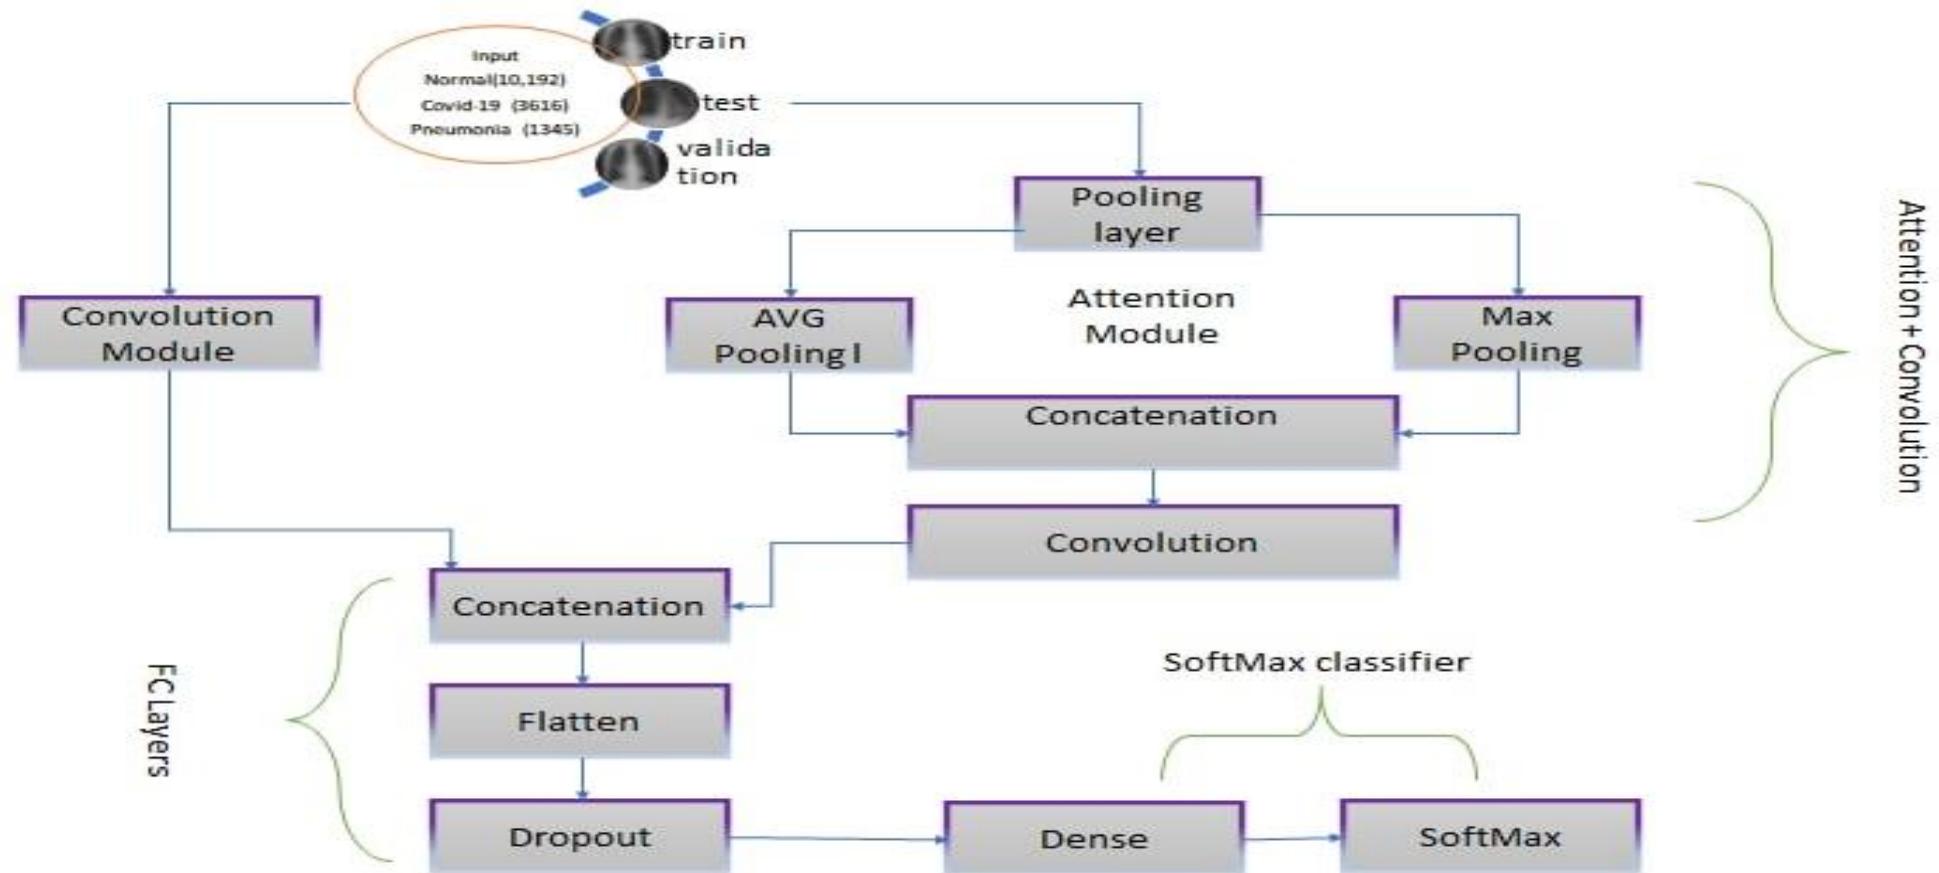 Input
Normal(10,192)
Covid-19 (3616)
Pneumonia (1345)
train
test
valida
tion
Pooling
layer
Convolution
Module
AVG
Pooling l
Attention
Module
Max
Pooling
Concatenation
Convolution
Attention + Convolution
Concatenation
Flatten
Dropout
FC Layers
SoftMax classifier
Dense
SoftMax